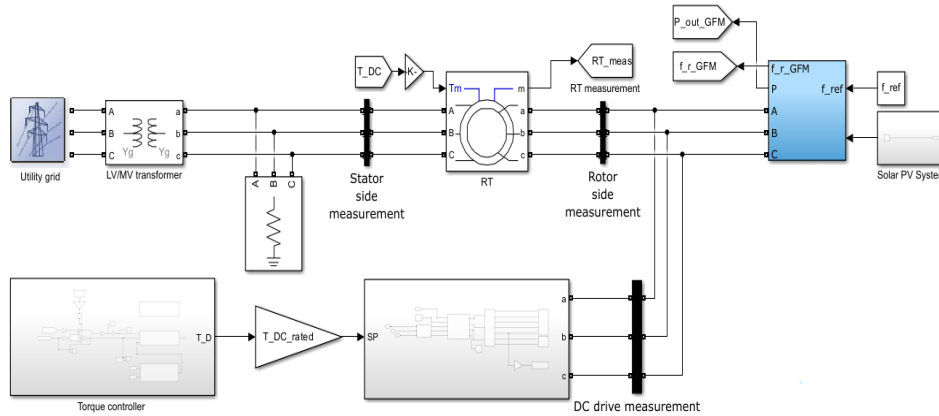 P_out_GFM
f_r_GFM
T_DC
K-
RT_meas
RT measurement
Tm
m
f_r_GFM
P
f_ref
f_ref
A
B
C
A
B
C
a
b
c
Yg
Yg
A
B
C
a
b
c
A
B
C
Utility grid
LV/MV transformer
Stator
side
measurement
RT
Rotor
side
measurement
Solar PV System
A
B
C
T_D
T_DC_rated
SP
a
b
c
Torque controller
DC drive measurement